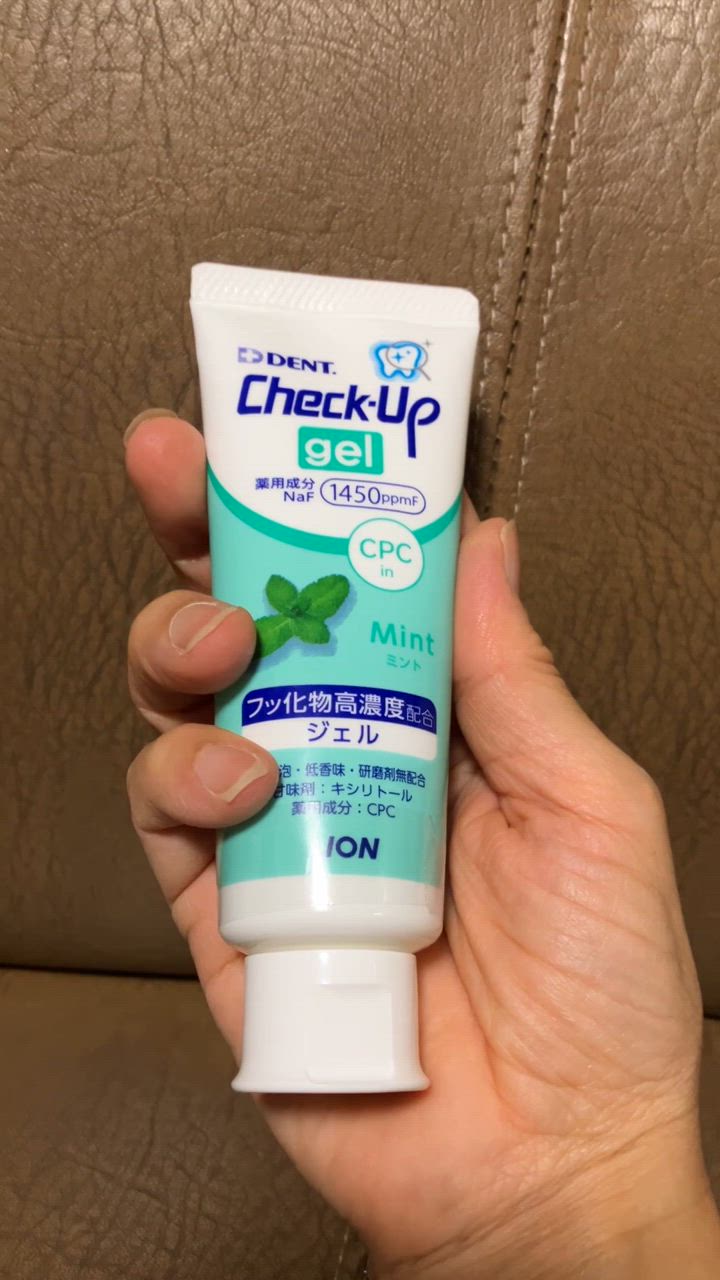 DENT.
Check-Up
gel
薬用成分
NaF 1450ppmF
CPC
in
Mint
ミント
フッ化物高濃度配合
ジェル
泡・低香味・研磨剤無配合
甘味剤：キシリトール
薬用成分：CPC
ION